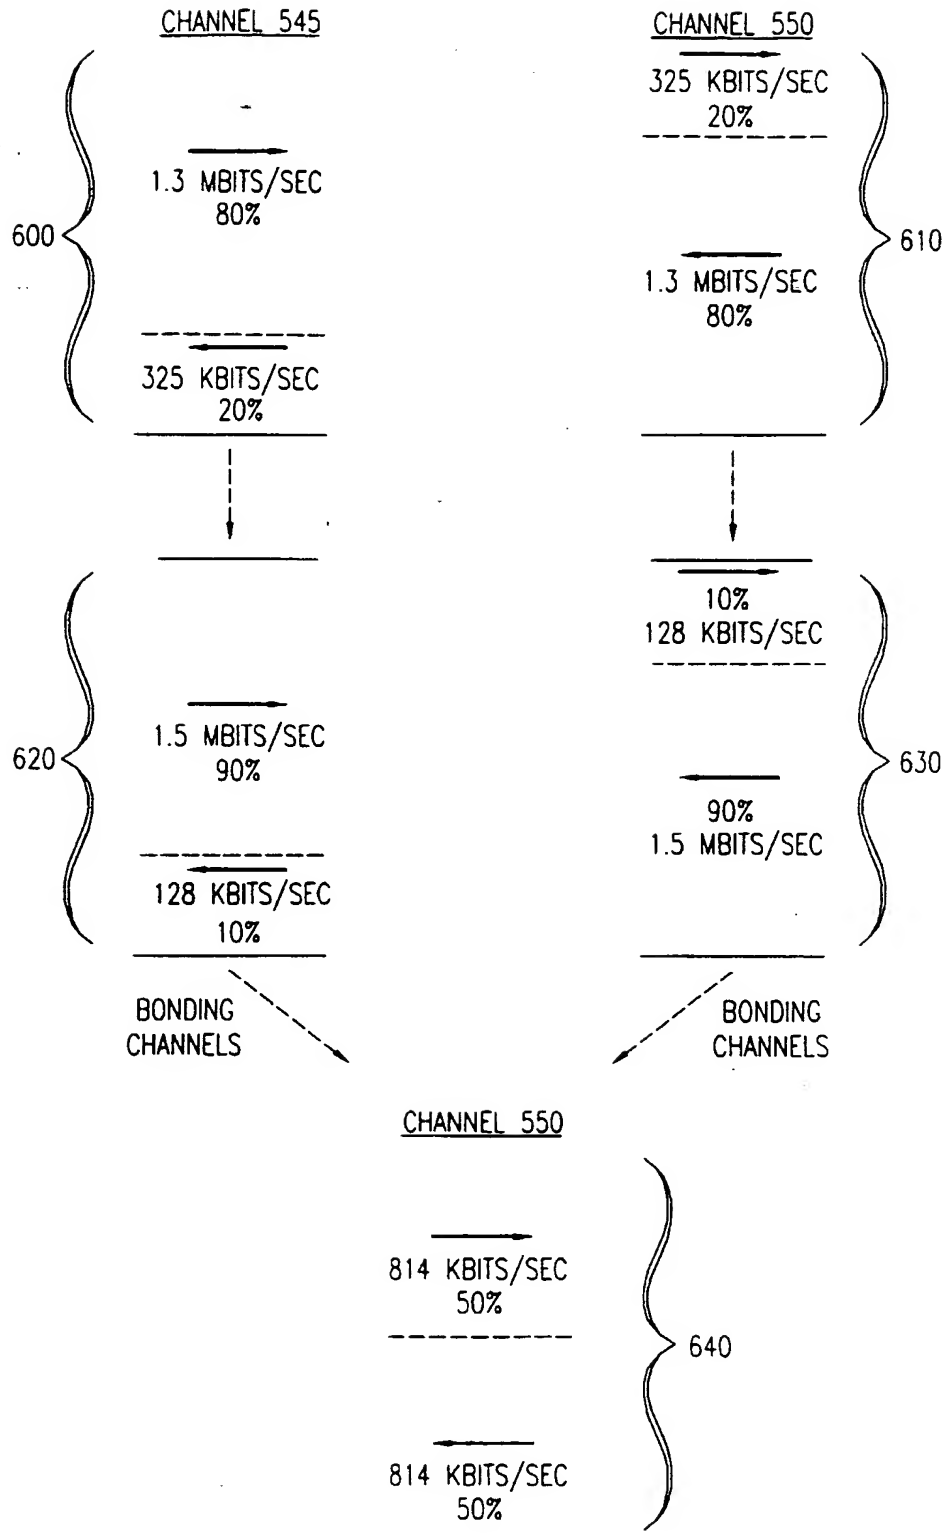 CHANNEL 545
1.3 MBITS/SEC
80%
600
325 KBITS/SEC
20%
CHANNEL 550
325 KBITS/SEC
20%
1.3 MBITS/SEC
80%
610
1.5 MBITS/SEC
90%
620
128 KBITS/SEC
10%
10%
128 KBITS/SEC
90%
1.5 MBITS/SEC
630
BONDING
CHANNELS
BONDING
CHANNELS
CHANNEL 550
814 KBITS/SEC
50%
640
814 KBITS/SEC
50%